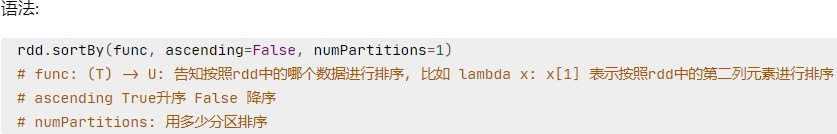 语法:
rdd.sortBy(func, ascending=False, numPartitions=1)
# func: (T) -> U: 告知按照rdd中的哪个数据进行排序, 比如 lambda x: x[1] 表示按照rdd中的第二列元素进行排序
# ascending True升序 False 降序
# numPartitions: 用多少分区排序